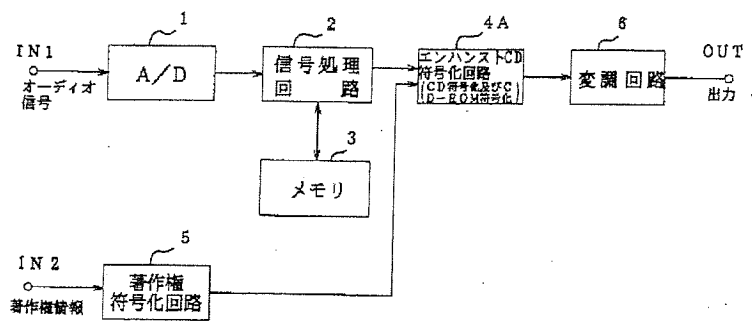 1
2
4A
6
IN1
オーディオ
信号
A/D
信号処理
回路
エンハンストCD
符号化回路
(CD符号化及びC
D-ROM符号化)
変調回路
OUT
出力
3
メモリ
5
IN2
著作権情報
著作権
符号化回路